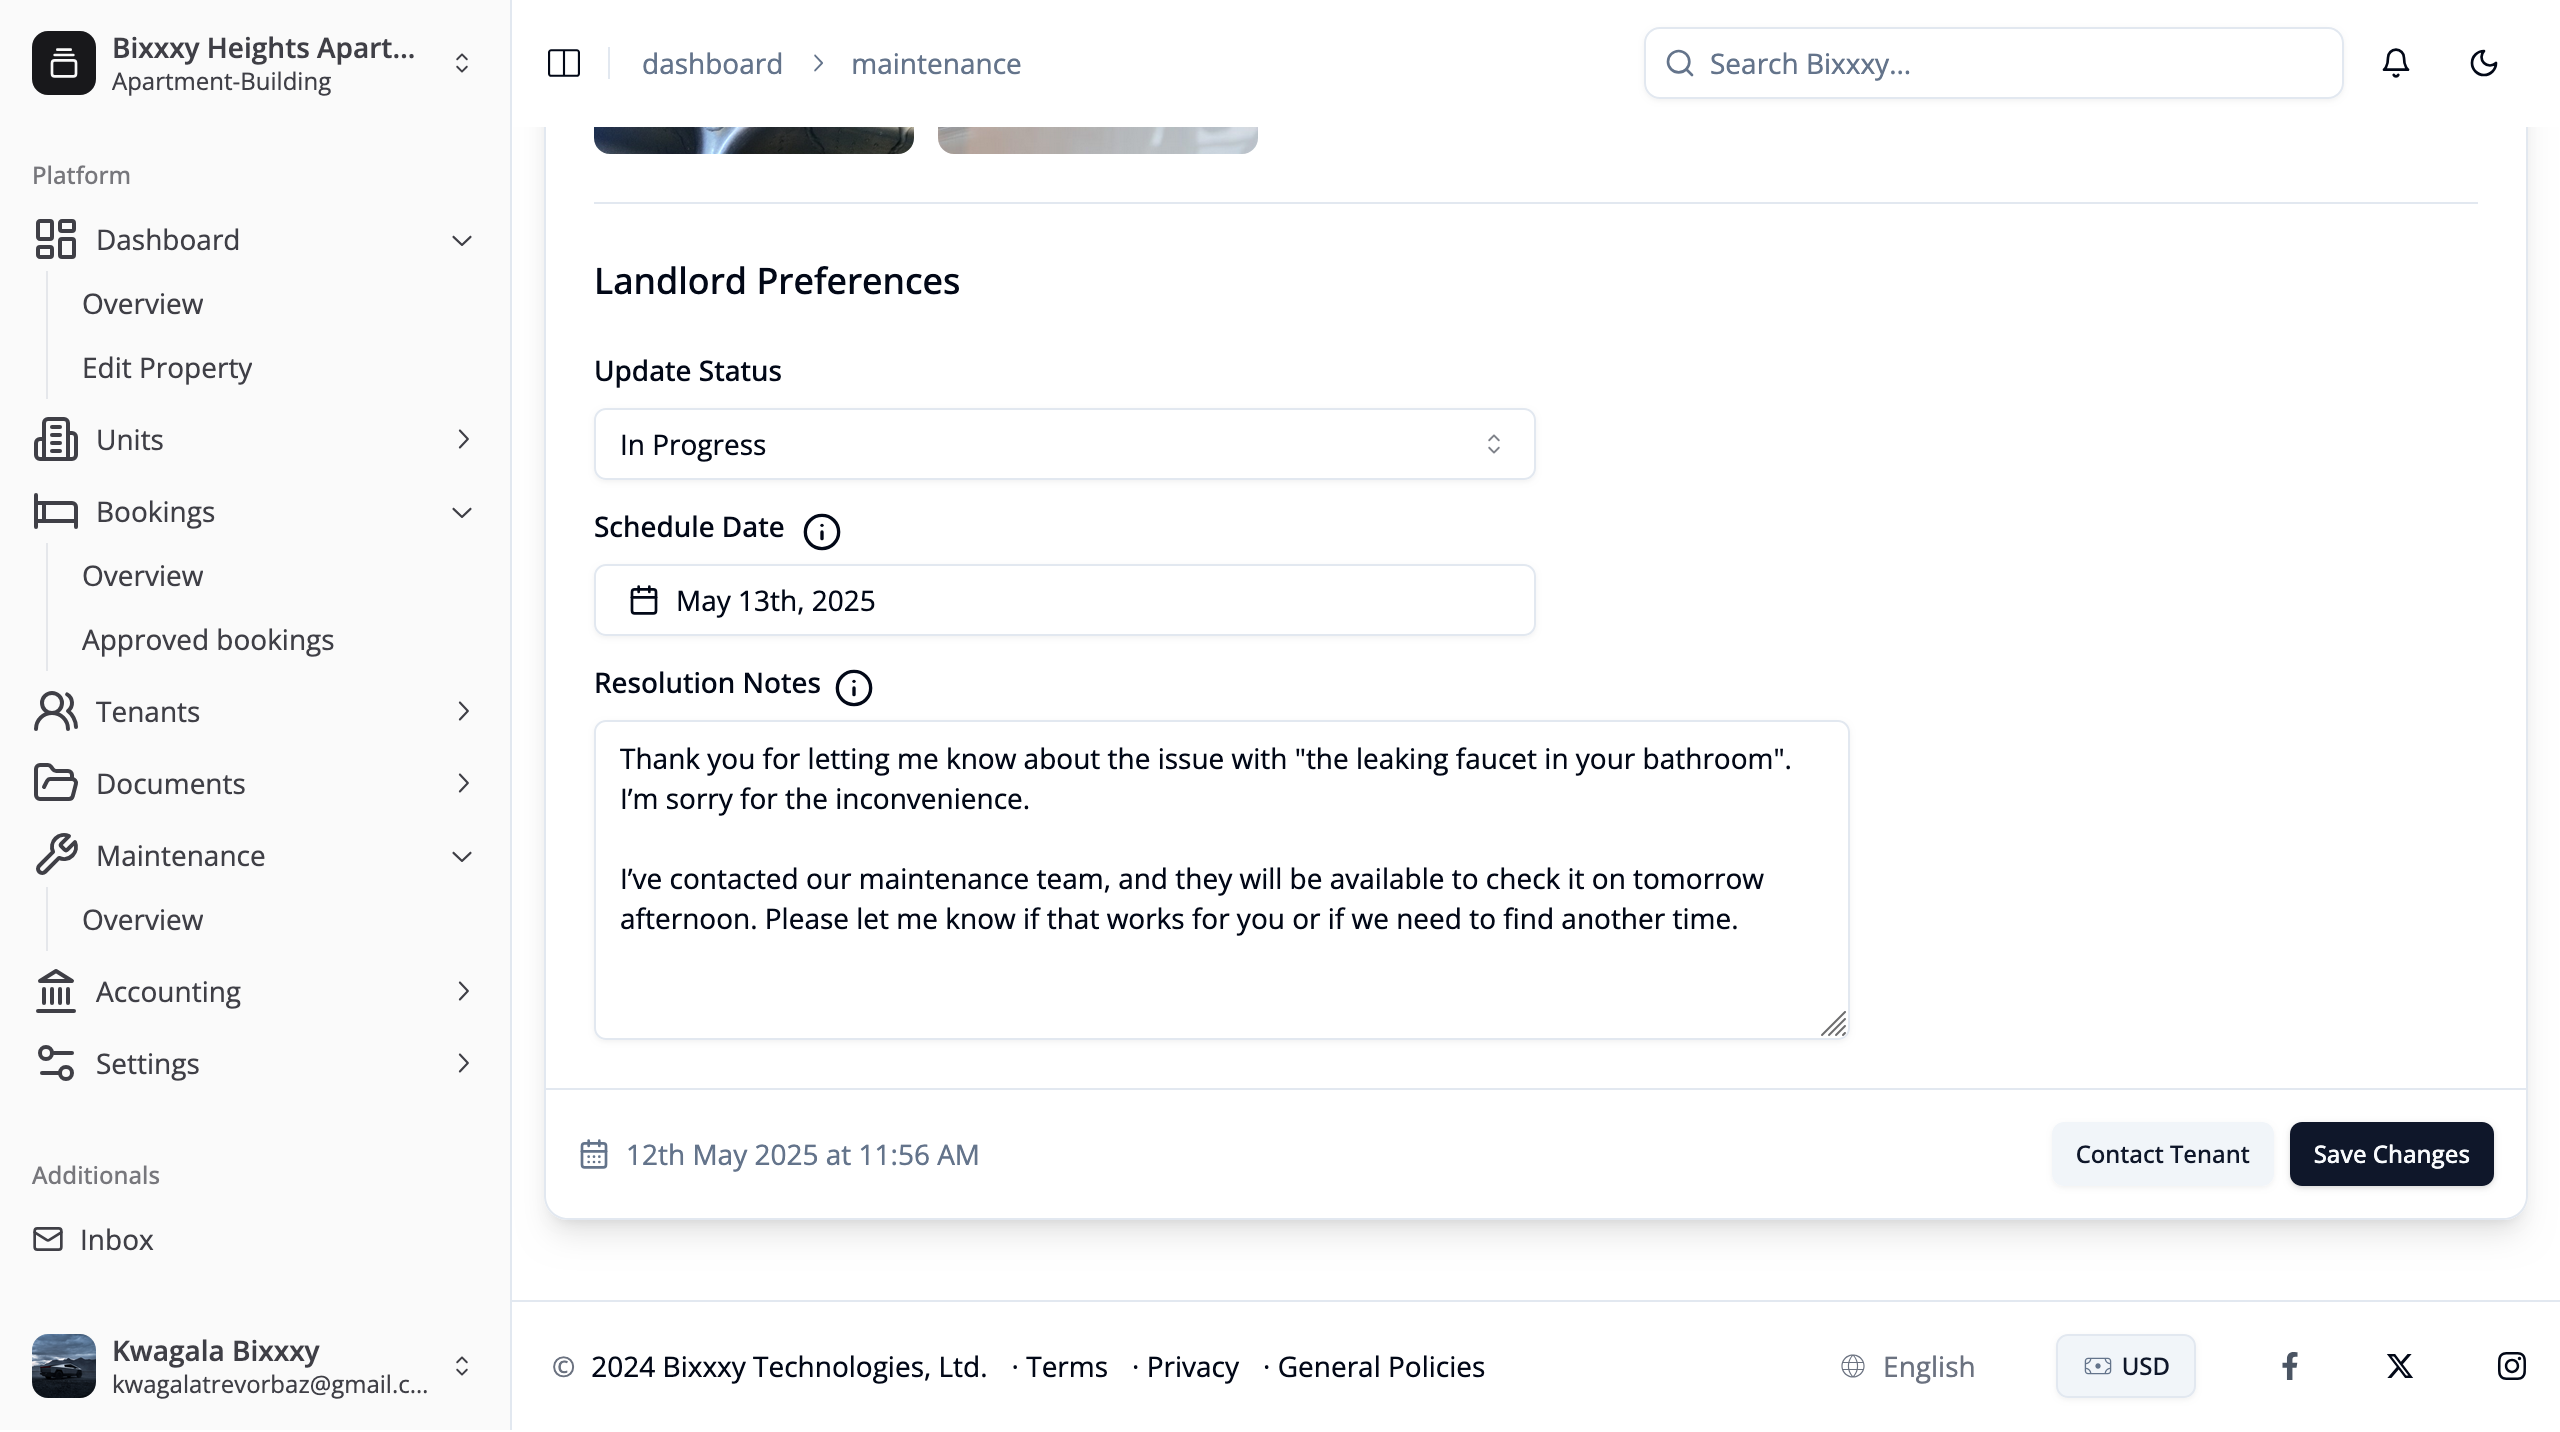 Bixxxy Heights Apart...
Apartment-Building
dashboard
maintenance
Search Bixxxy...
Platform
Dashboard
Overview
Edit Property
Units
Bookings
Overview
Approved bookings
Tenants
Documents
Maintenance
Overview
Accounting
Settings
Additionals
Inbox
Kwagala Bixxxy
kwagalatrevorbaz@gmail.c...
Landlord Preferences
Update Status
In Progress
Schedule Date
May 13th, 2025
Resolution Notes
Thank you for letting me know about the issue with "the leaking faucet in your bathroom".
I’m sorry for the inconvenience.
I’ve contacted our maintenance team, and they will be available to check it on tomorrow
afternoon. Please let me know if that works for you or if we need to find another time.
12th May 2025 at 11:56 AM
Contact Tenant
Save Changes
© 2024 Bixxxy Technologies, Ltd. · Terms · Privacy · General Policies
English
USD